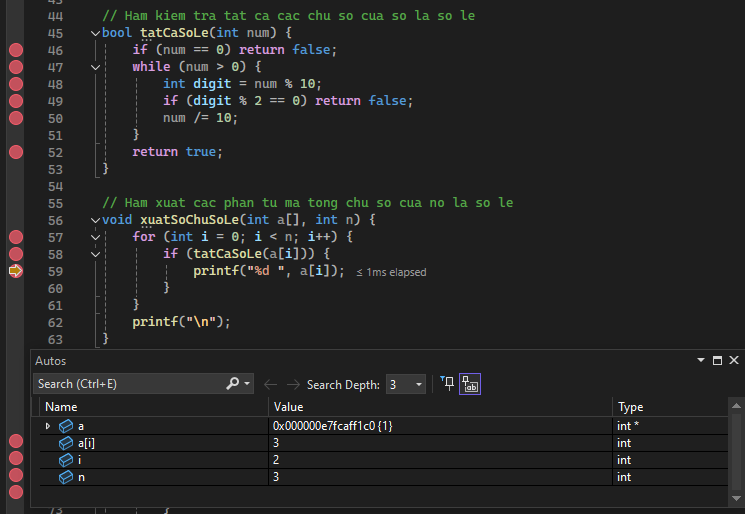 43
44 // Ham kiem tra tat ca cac chu so cua so la so le
45 bool tatCaSoLe(int num) {
46 if (num == 0) return false;
47 while (num > 0) {
48 int digit = num % 10;
49 if (digit % 2 == 0) return false;
50 num /= 10;
51 }
52 return true;
53 }
54
55 // Ham xuat cac phan tu ma tong chu so cua no la so le
56 void xuatSoChuSoLe(int a[], int n) {
57 for (int i = 0; i < n; i++) {
58 if (tatCaSoLe(a[i])) {
59 printf("%d ", a[i]); ≤ 1ms elapsed
60 }
61 }
62 printf("\n");
63 }
Autos
Search (Ctrl+E) Search Depth: 3
Name Value Type
a 0x000000e7fcaff1c0 {1} int *
a[i] 3 int
i 2 int
n 3 int
73 }